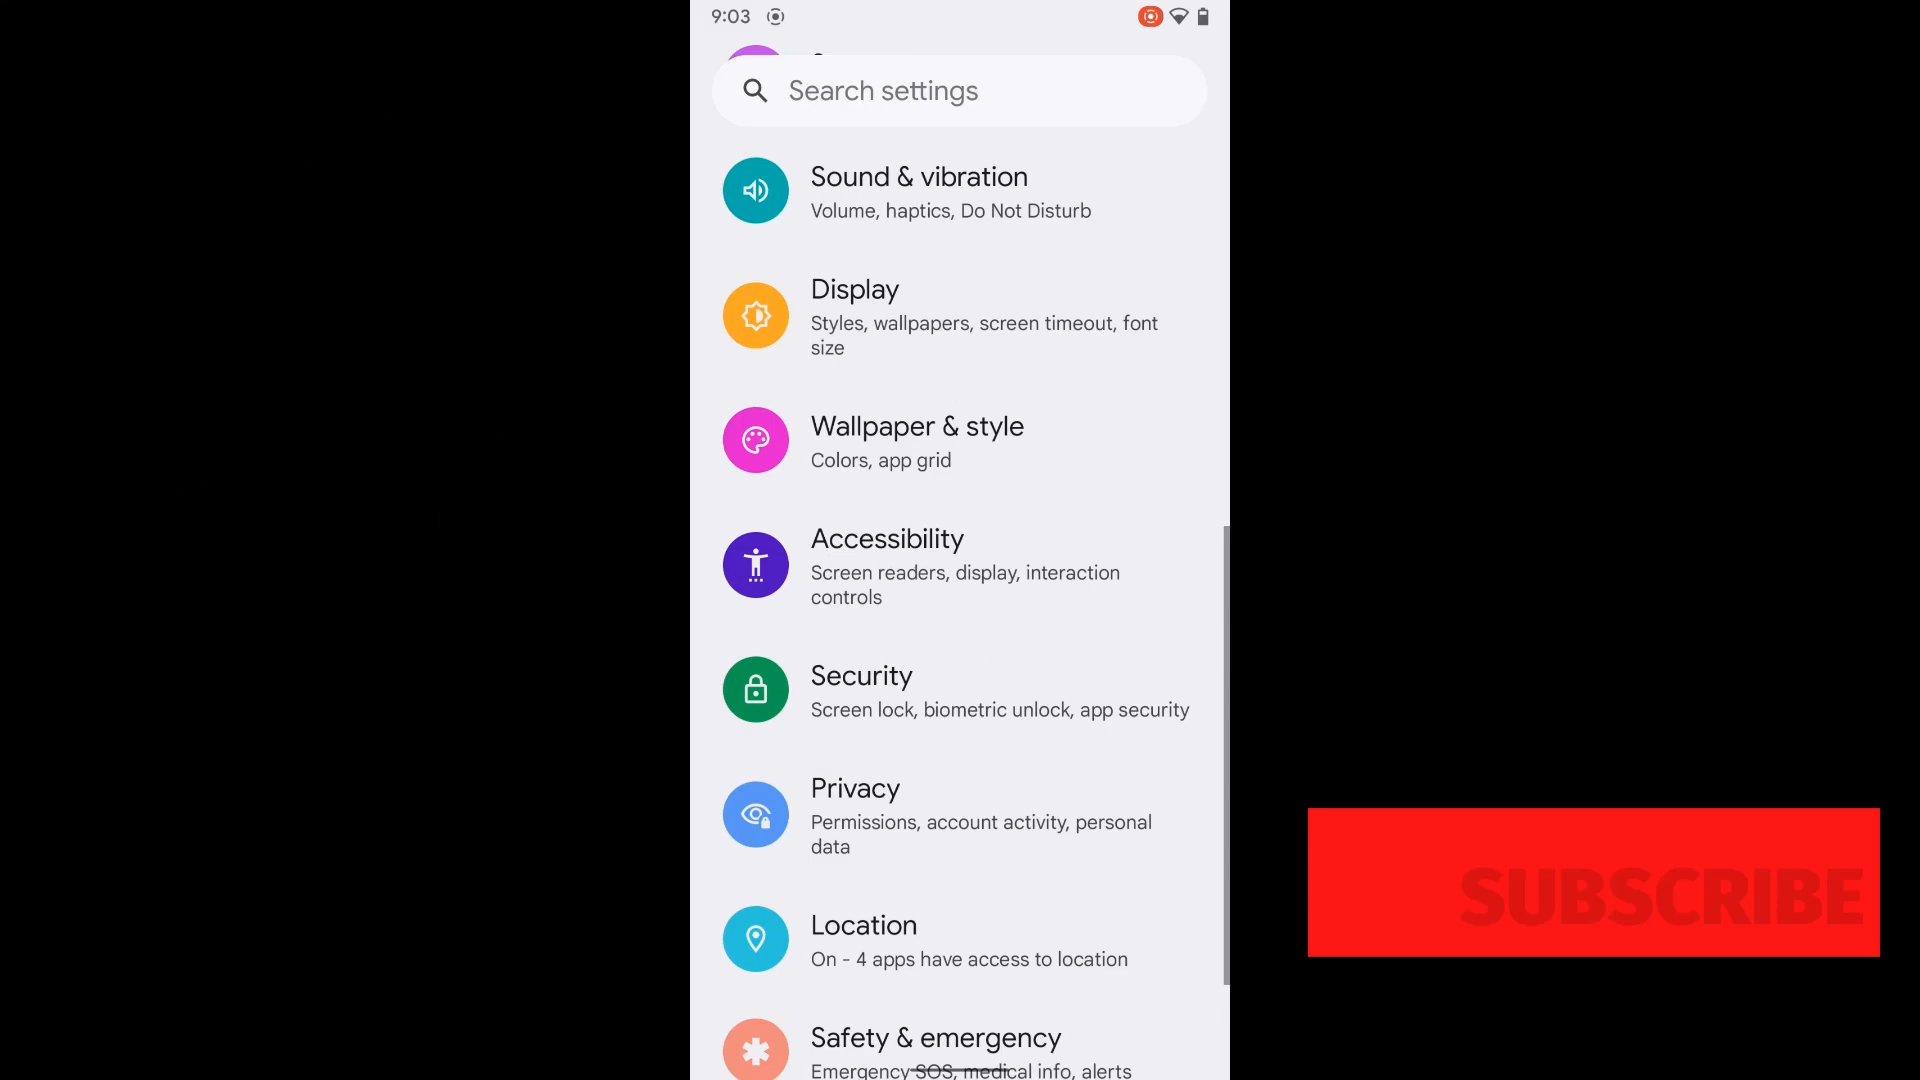 9:03
Search settings
Sound & vibration
Volume, haptics, Do Not Disturb
Display
Styles, wallpapers, screen timeout, font
size
Wallpaper & style
Colors, app grid
Accessibility
Screen readers, display, interaction
controls
Security
Screen lock, biometric unlock, app security
Privacy
Permissions, account activity, personal
data
Location
On - 4 apps have access to location
Safety & emergency
Emergency SOS, medical info, alerts
SUBSCRIBE